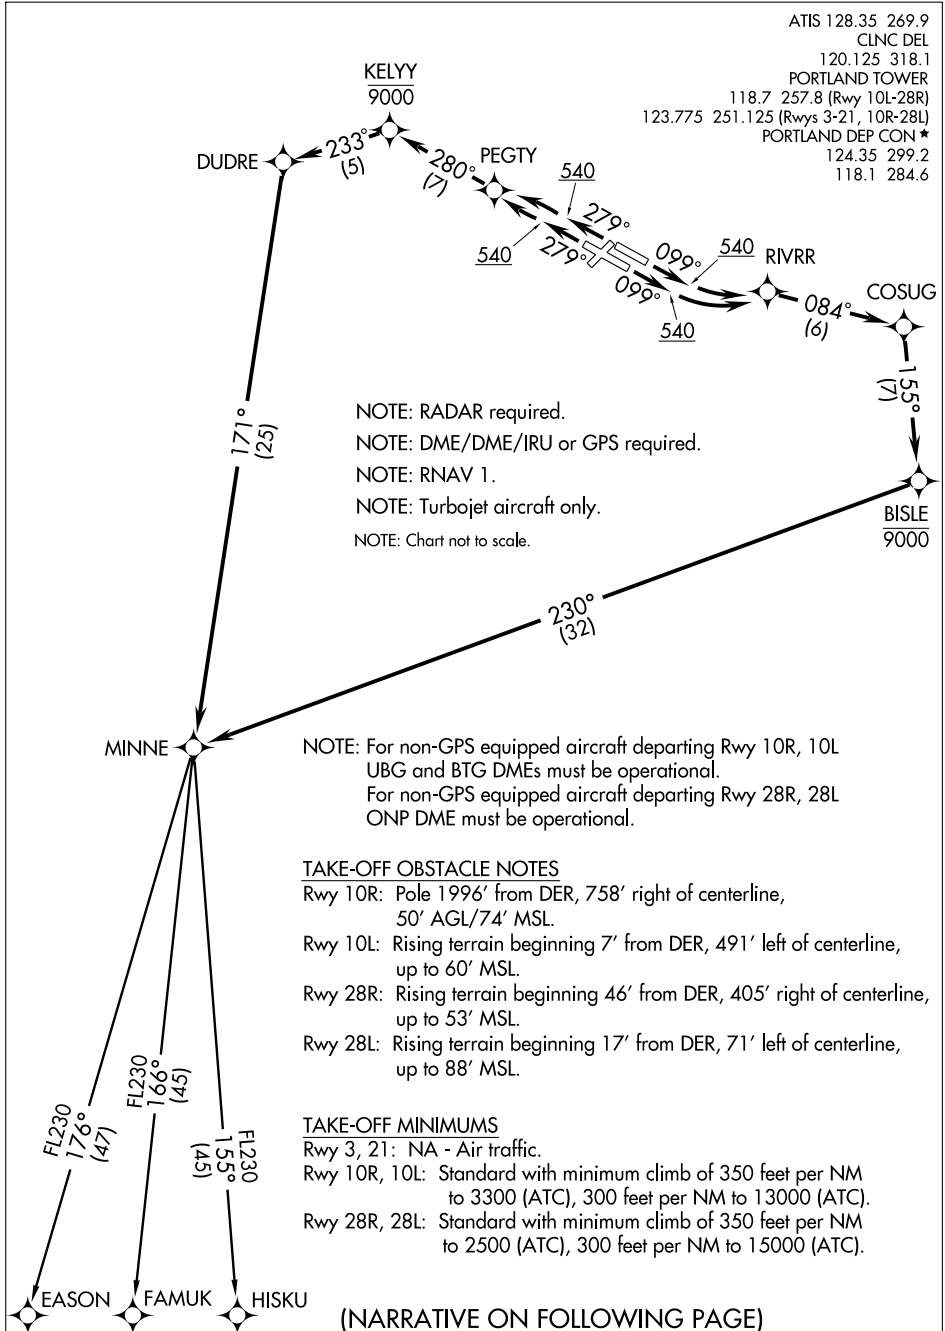 ATIS 128.35 269.9
CLNC DEL
120.125 318.1
PORTLAND TOWER
118.7 257.8 (Rwy 10L-28R)
123.775 251.125 (Rwys 3-21, 10R-28L)
PORTLAND DEP CON ★
124.35 299.2
118.1 284.6
KELYY
9000
DUDRE
233°
(5)
280°
(7)
PEGTY
540
279°
540
279°
099°
540
099°
540
RIVRR
084°
(6)
COSUG
155°
(7)
BISLE
9000
171°
(25)
NOTE: RADAR required.
NOTE: DME/DME/IRU or GPS required.
NOTE: RNAV 1.
NOTE: Turbojet aircraft only.
NOTE: Chart not to scale.
230°
(32)
MINNE
NOTE: For non-GPS equipped aircraft departing Rwy 10R, 10L
UBG and BTG DMEs must be operational.
For non-GPS equipped aircraft departing Rwy 28R, 28L
ONP DME must be operational.
TAKE-OFF OBSTACLE NOTES
Rwy 10R: Pole 1996' from DER, 758' right of centerline,
50' AGL/74' MSL.
Rwy 10L: Rising terrain beginning 7' from DER, 491' left of centerline,
up to 60' MSL.
Rwy 28R: Rising terrain beginning 46' from DER, 405' right of centerline,
up to 53' MSL.
Rwy 28L: Rising terrain beginning 17' from DER, 71' left of centerline,
up to 88' MSL.
FL230
176°
(47)
FL230
166°
(45)
FL230
155°
(45)
TAKE-OFF MINIMUMS
Rwy 3, 21: NA - Air traffic.
Rwy 10R, 10L: Standard with minimum climb of 350 feet per NM
to 3300 (ATC), 300 feet per NM to 13000 (ATC).
Rwy 28R, 28L: Standard with minimum climb of 350 feet per NM
to 2500 (ATC), 300 feet per NM to 15000 (ATC).
EASON
FAMUK
HISKU
(NARRATIVE ON FOLLOWING PAGE)